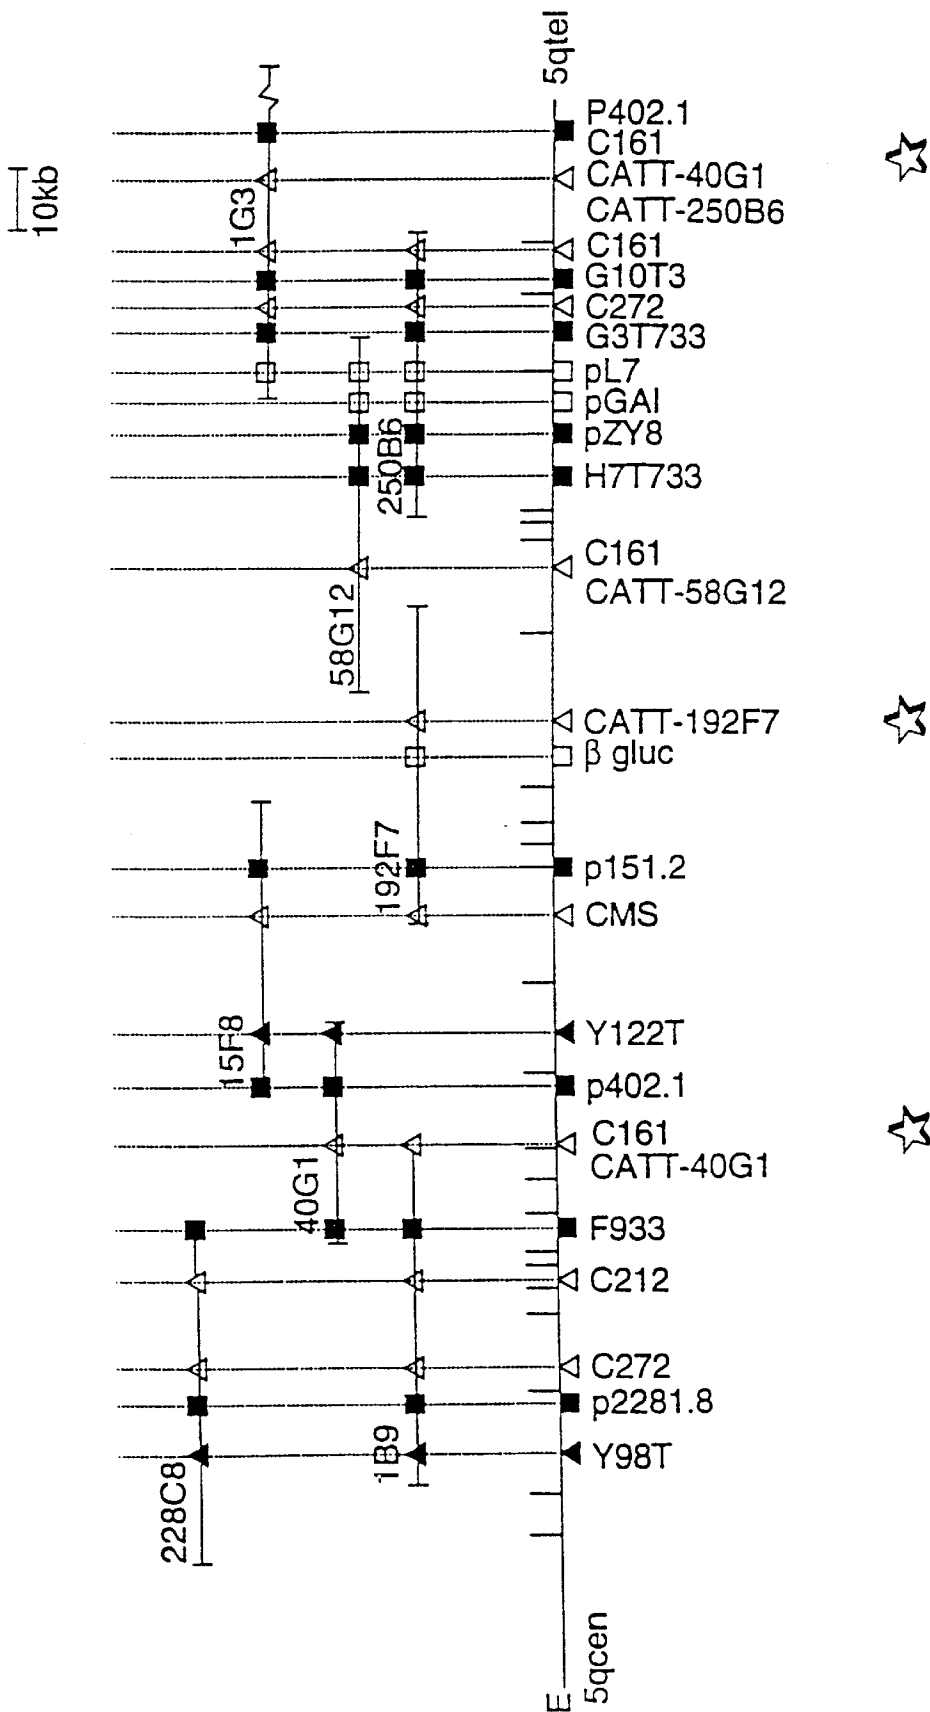 5qtel
10kb
P402.1
C161
CATT-40G1
CATT-250B6
1G3
C161
G10T3
C272
G3T733
pL7
pGAI
pZY8
250B6
H7T733
C161
CATT-58G12
58G12
CATT-192F7
β gluc
192F7
p151.2
CMS
15F8
Y122T
p402.1
C161
CATT-40G1
40G1
F933
C212
C272
p2281.8
1B9
Y98T
228C8
5qcen
E